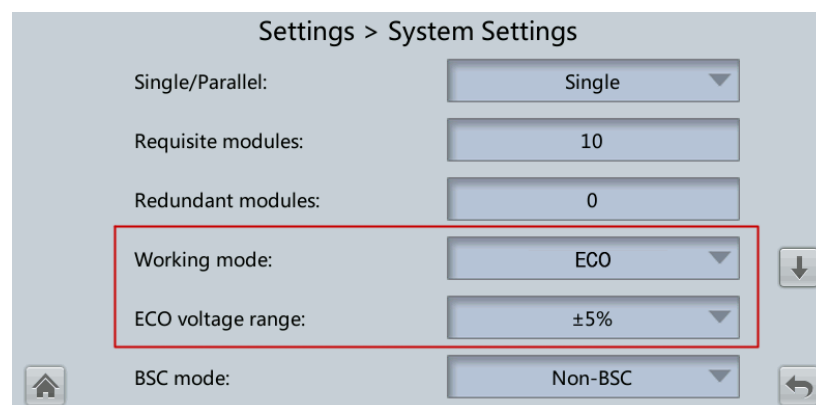 Settings > System Settings
Single/Parallel: Single
Requisite modules: 10
Redundant modules: 0
Working mode: ECO
ECO voltage range: ±5%
BSC mode: Non-BSC